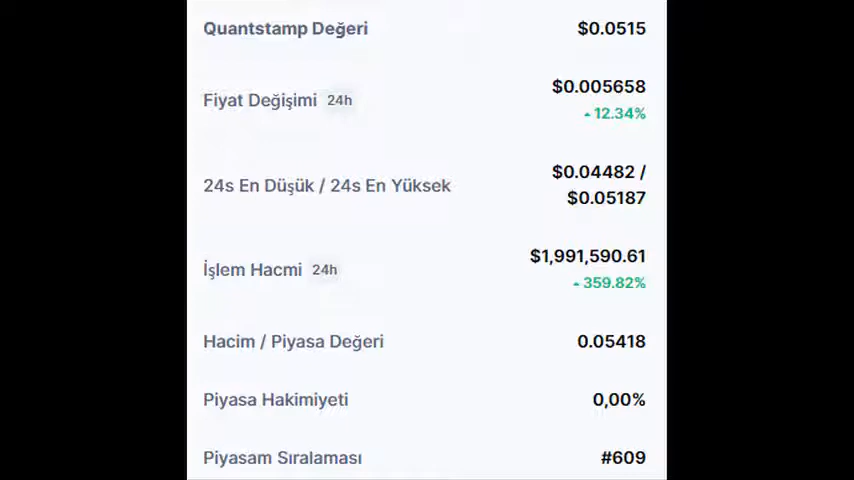 Quantstamp Değeri $0.0515
Fiyat Değişimi 24h $0.005658
12.34%
24s En Düşük / 24s En Yüksek $0.04482 /
$0.05187
İşlem Hacmi 24h $1,991,590.61
359.82%
Hacim / Piyasa Değeri 0.05418
Piyasa Hakimiyeti 0,00%
Piyasam Sıralaması #609